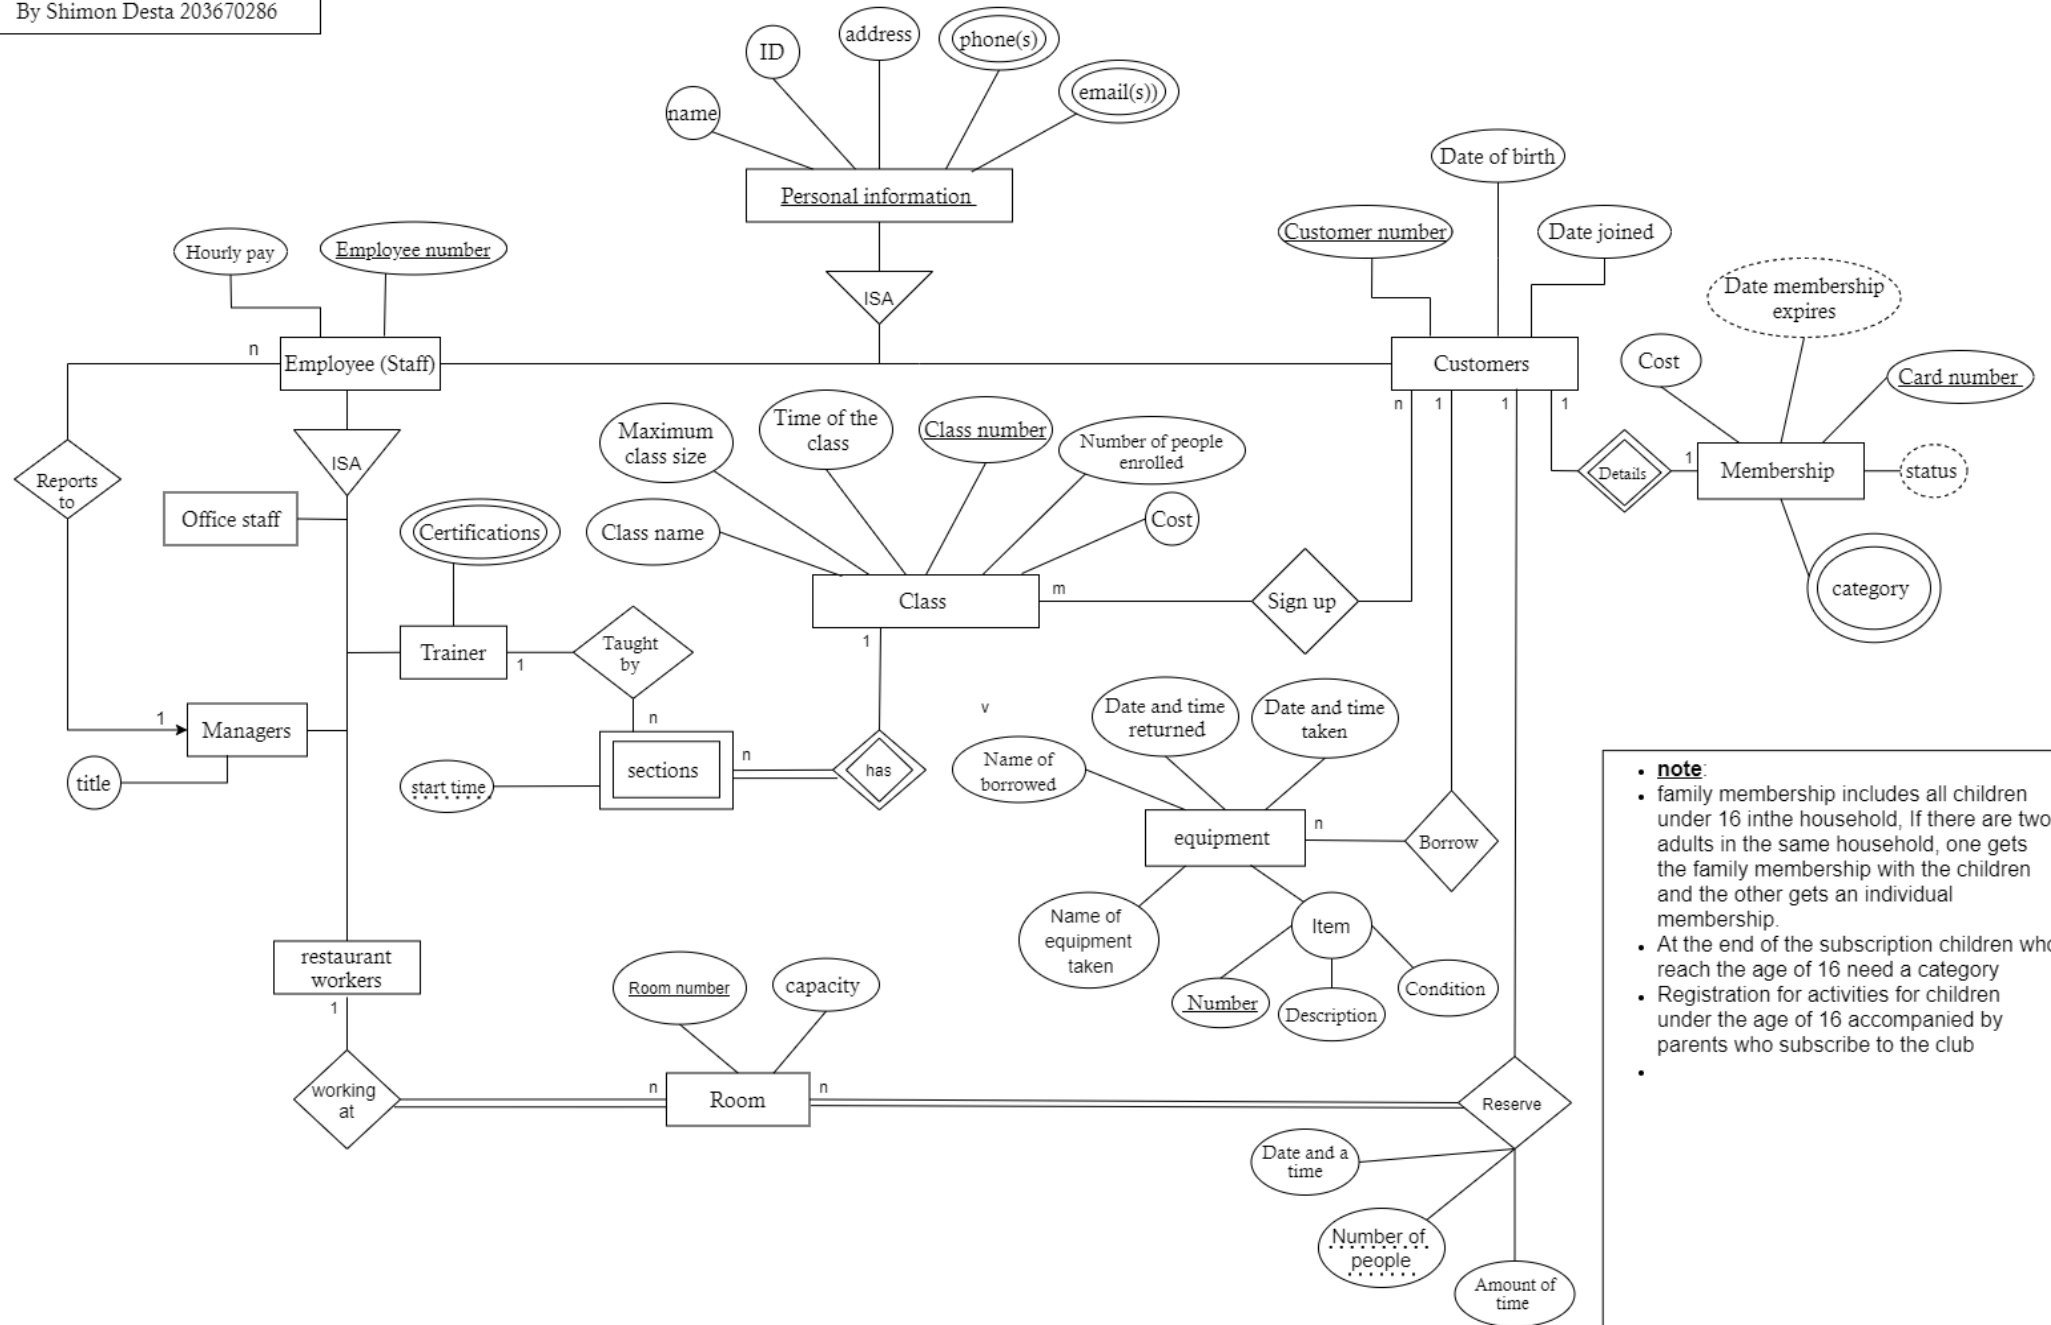 By Shimon Desta 203670286
name
ID
address
phone(s)
email(s))
Personal information
ISA
Hourly pay
Employee number
Employee (Staff)
n
Customer number
Date of birth
Date joined
Customers
n
1
1
1
Date membership
expires
Cost
Card number
Membership
status
category
Details
1
Reports
to
ISA
Office staff
Certifications
Trainer
1
Taught
by
n
Maximum
class size
Time of the
class
Class number
Number of people
enrolled
Class name
Cost
Class
m
1
Sign up
1
Managers
title
start time
sections
n
has
v
Date and time
returned
Date and time
taken
Name of
borrowed
equipment
n
Borrow
Name of
equipment
taken
Item
Number
Description
Condition
restaurant
workers
1
working
at
Room number
capacity
n
Room
n
Reserve
Date and a
time
Number of
people
Amount of
time
• note:
• family membership includes all children
under 16 inthe household, If there are two
adults in the same household, one gets
the family membership with the children
and the other gets an individual
membership.
• At the end of the subscription children who
reach the age of 16 need a category
• Registration for activities for children
under the age of 16 accompanied by
parents who subscribe to the club
•